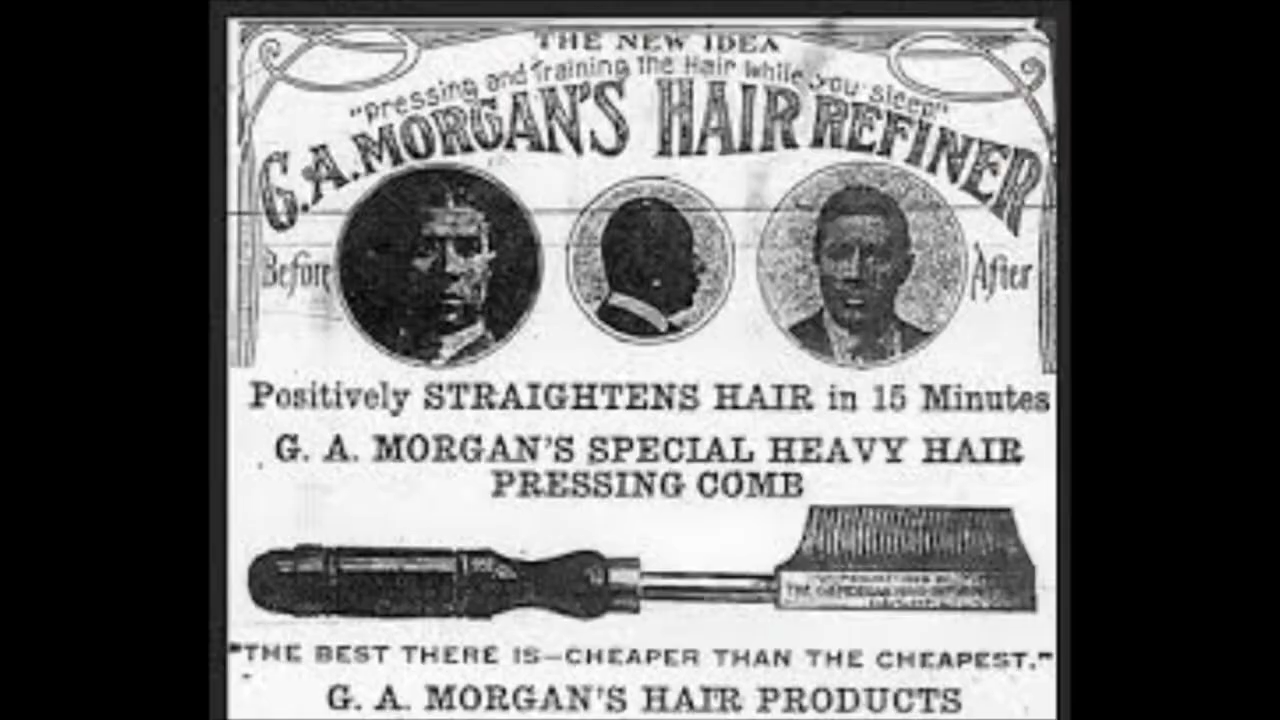 THE NEW IDEA
"Pressing and Training The Hair While you sleep"
G.A. MORGAN'S HAIR REFINER
Before
After
Positively STRAIGHTENS HAIR in 15 Minutes
G. A. MORGAN'S SPECIAL HEAVY HAIR
PRESSING COMB
"THE BEST THERE IS—CHEAPER THAN THE CHEAPEST."
G. A. MORGAN'S HAIR PRODUCTS